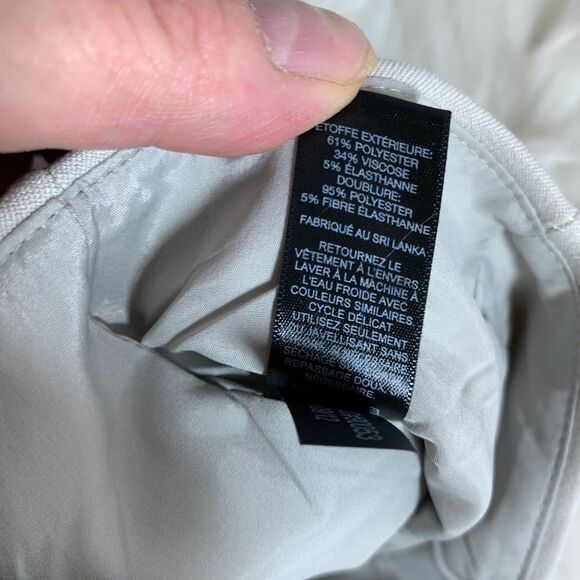 ÉTOFFE EXTÉRIEURE:
61% POLYESTER
34% VISCOSE
5% ÉLASTHANNE
DOUBLURE:
95% POLYESTER
5% FIBRE ÉLASTHANNE
FABRIQUÉ AU SRI LANKA
RETOURNEZ LE
VÊTEMENT À L'ENVERS
LAVER À LA MACHINE À
L'EAU FROIDE AVEC
COULEURS SIMILAIRES
CYCLE DÉLICAT
UTILISEZ SEULEMENT
DU JAVELLISANT SANS
REPASSAGE DOUX
NÉCESSAIRE.